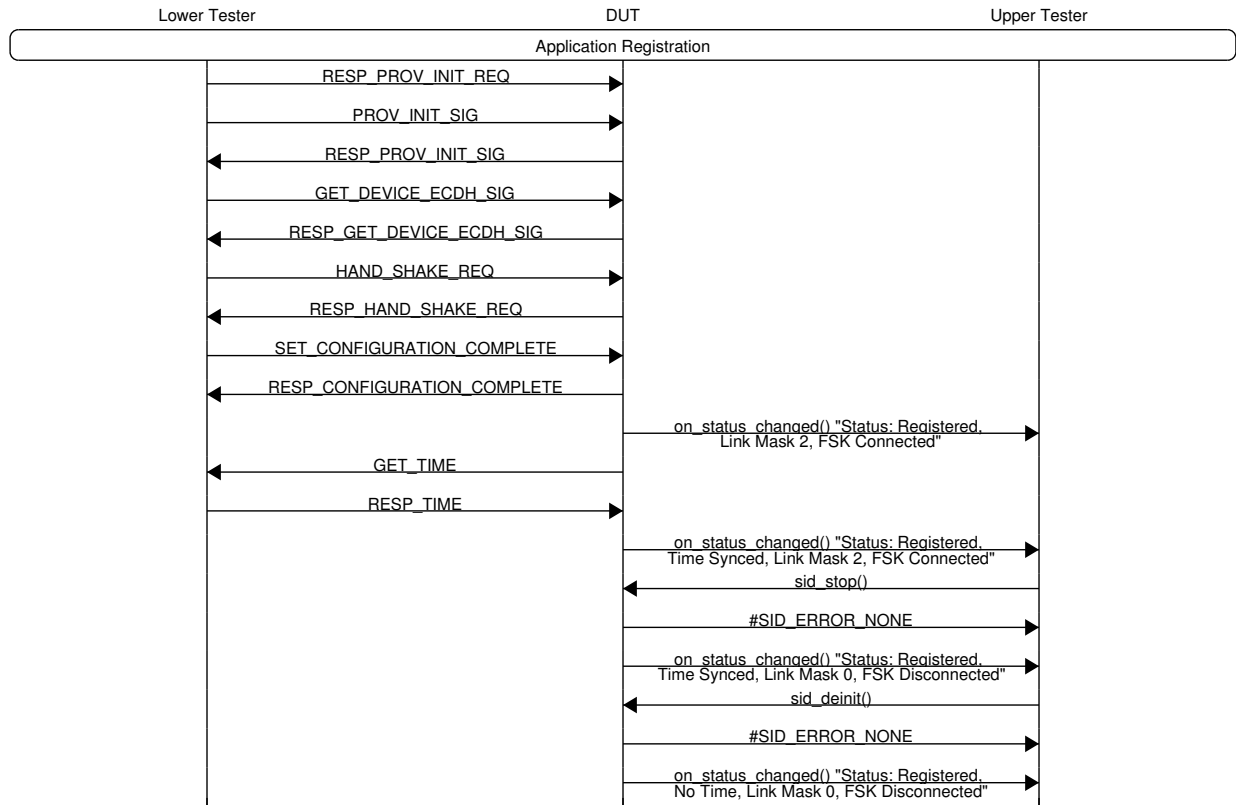 Lower Tester DUT Upper Tester
Application Registration
RESP_PROV_INIT_REQ
PROV_INIT_SIG
RESP_PROV_INIT_SIG
GET_DEVICE_ECDH_SIG
RESP_GET_DEVICE_ECDH_SIG
HAND_SHAKE_REQ
RESP_HAND_SHAKE_REQ
SET_CONFIGURATION_COMPLETE
RESP_CONFIGURATION_COMPLETE
on_status_changed() "Status: Registered,
Link Mask 2, FSK Connected"
GET_TIME
RESP_TIME
on_status_changed() "Status: Registered,
Time Synced, Link Mask 2, FSK Connected"
sid_stop()
#SID_ERROR_NONE
on_status_changed() "Status: Registered,
Time Synced, Link Mask 0, FSK Disconnected"
sid_deinit()
#SID_ERROR_NONE
on_status_changed() "Status: Registered,
No Time, Link Mask 0, FSK Disconnected"